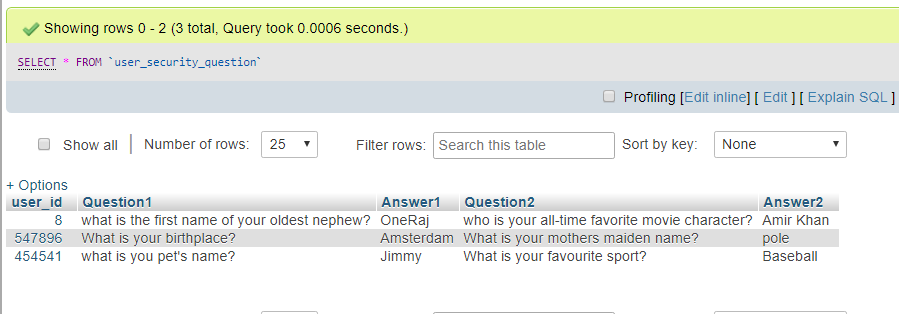 Showing rows 0 - 2 (3 total, Query took 0.0006 seconds.)
SELECT * FROM `user_security_question`
Profiling [Edit inline] [ Edit ] [ Explain SQL ]
Show all Number of rows: 25 Filter rows: Search this table Sort by key: None
+ Options
user_id Question1 Answer1 Question2 Answer2
8 what is the first name of your oldest nephew? OneRaj who is your all-time favorite movie character? Amir Khan
547896 What is your birthplace? Amsterdam What is your mothers maiden name? pole
454541 what is you pet's name? Jimmy What is your favourite sport? Baseball